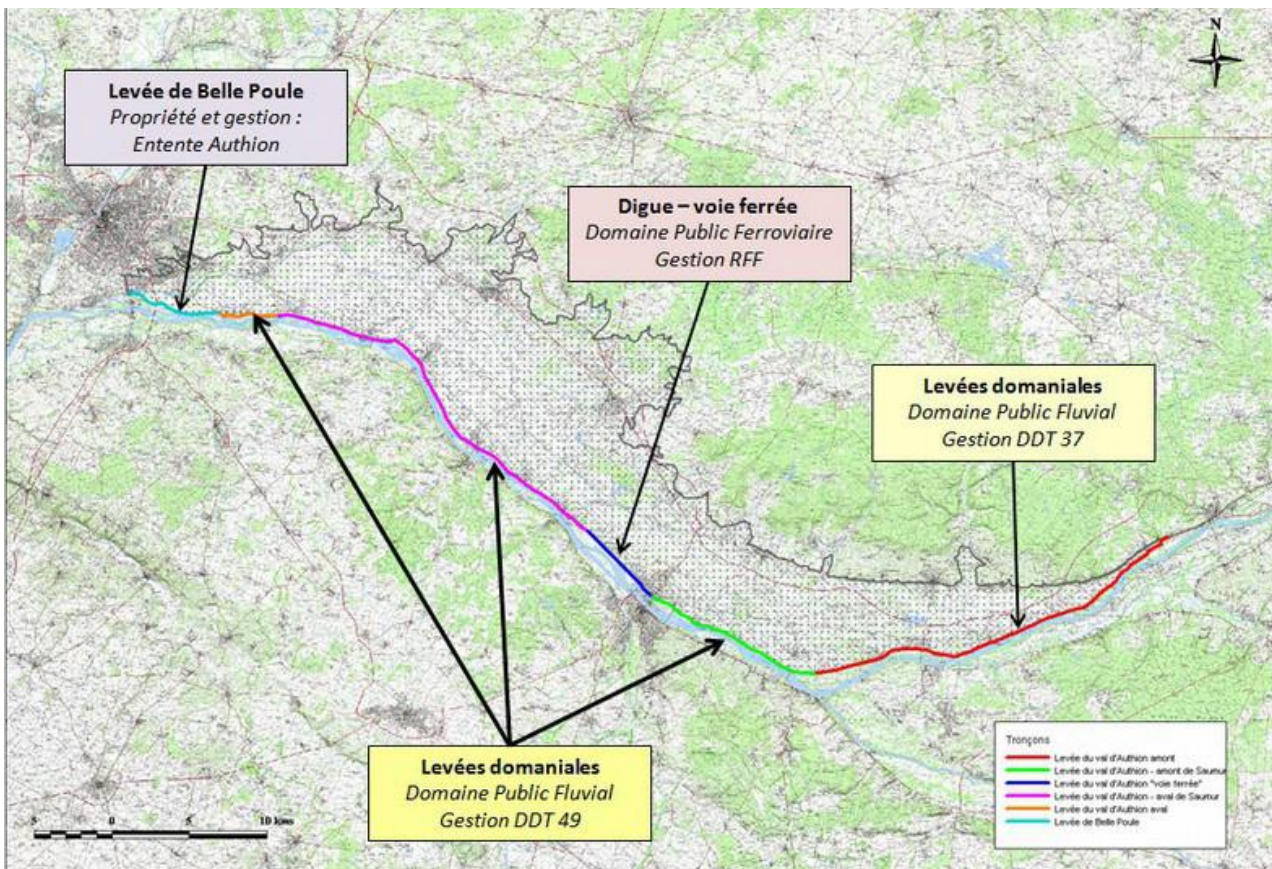 N
Levée de Belle Poule
Propriété et gestion :
Entente Authion
Digue – voie ferrée
Domaine Public Ferroviaire
Gestion RFF
Levées domaniales
Domaine Public Fluvial
Gestion DDT 37
Levées domaniales
Domaine Public Fluvial
Gestion DDT 49
5 0 5 10 kms
Tronçons
Levée du val d'Authion amont
Levée du val d'Authion - amont de Saumur
Levée du val d'Authion "voie ferrée"
Levée du val d'Authion - aval de Saumur
Levée du val d'Authion aval
Levée de Belle Poule